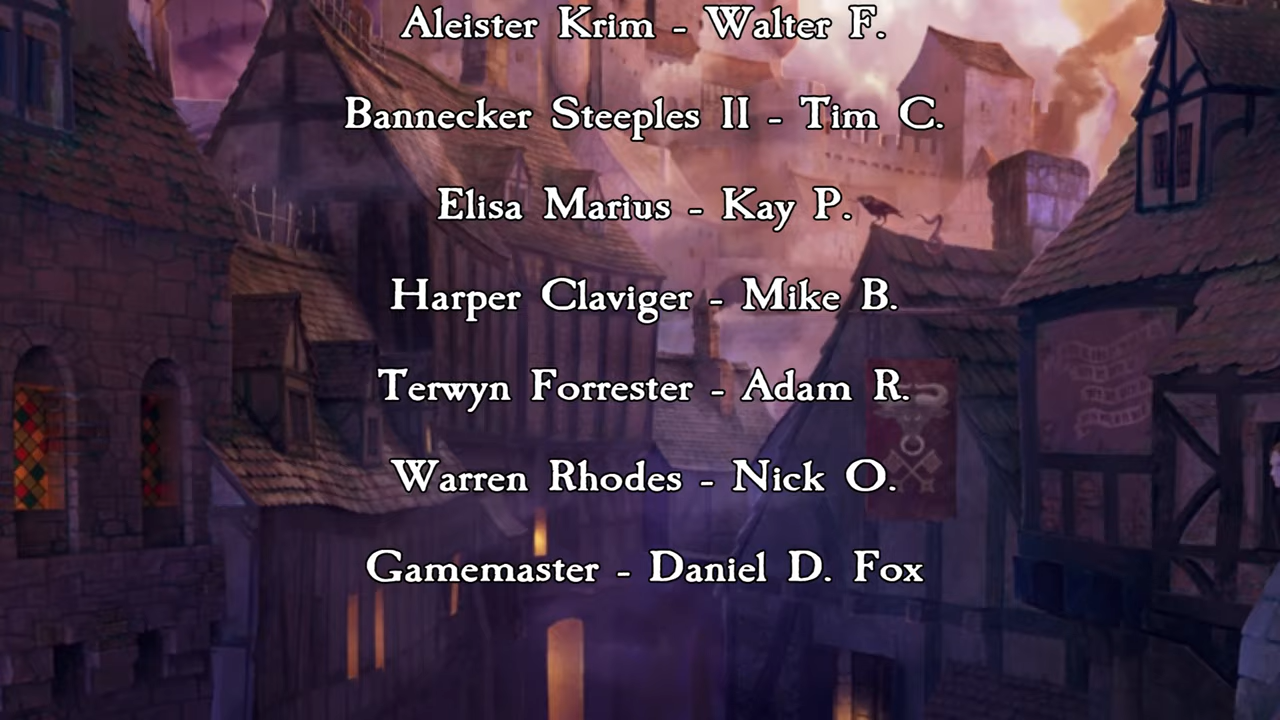 Aleister Krim - Walter F.
Bannecker Steeples II - Tim C.
Elisa Marius - Kay P.
Harper Claviger - Mike B.
Terwyn Forrester - Adam R.
Warren Rhodes - Nick O.
Gamemaster - Daniel D. Fox